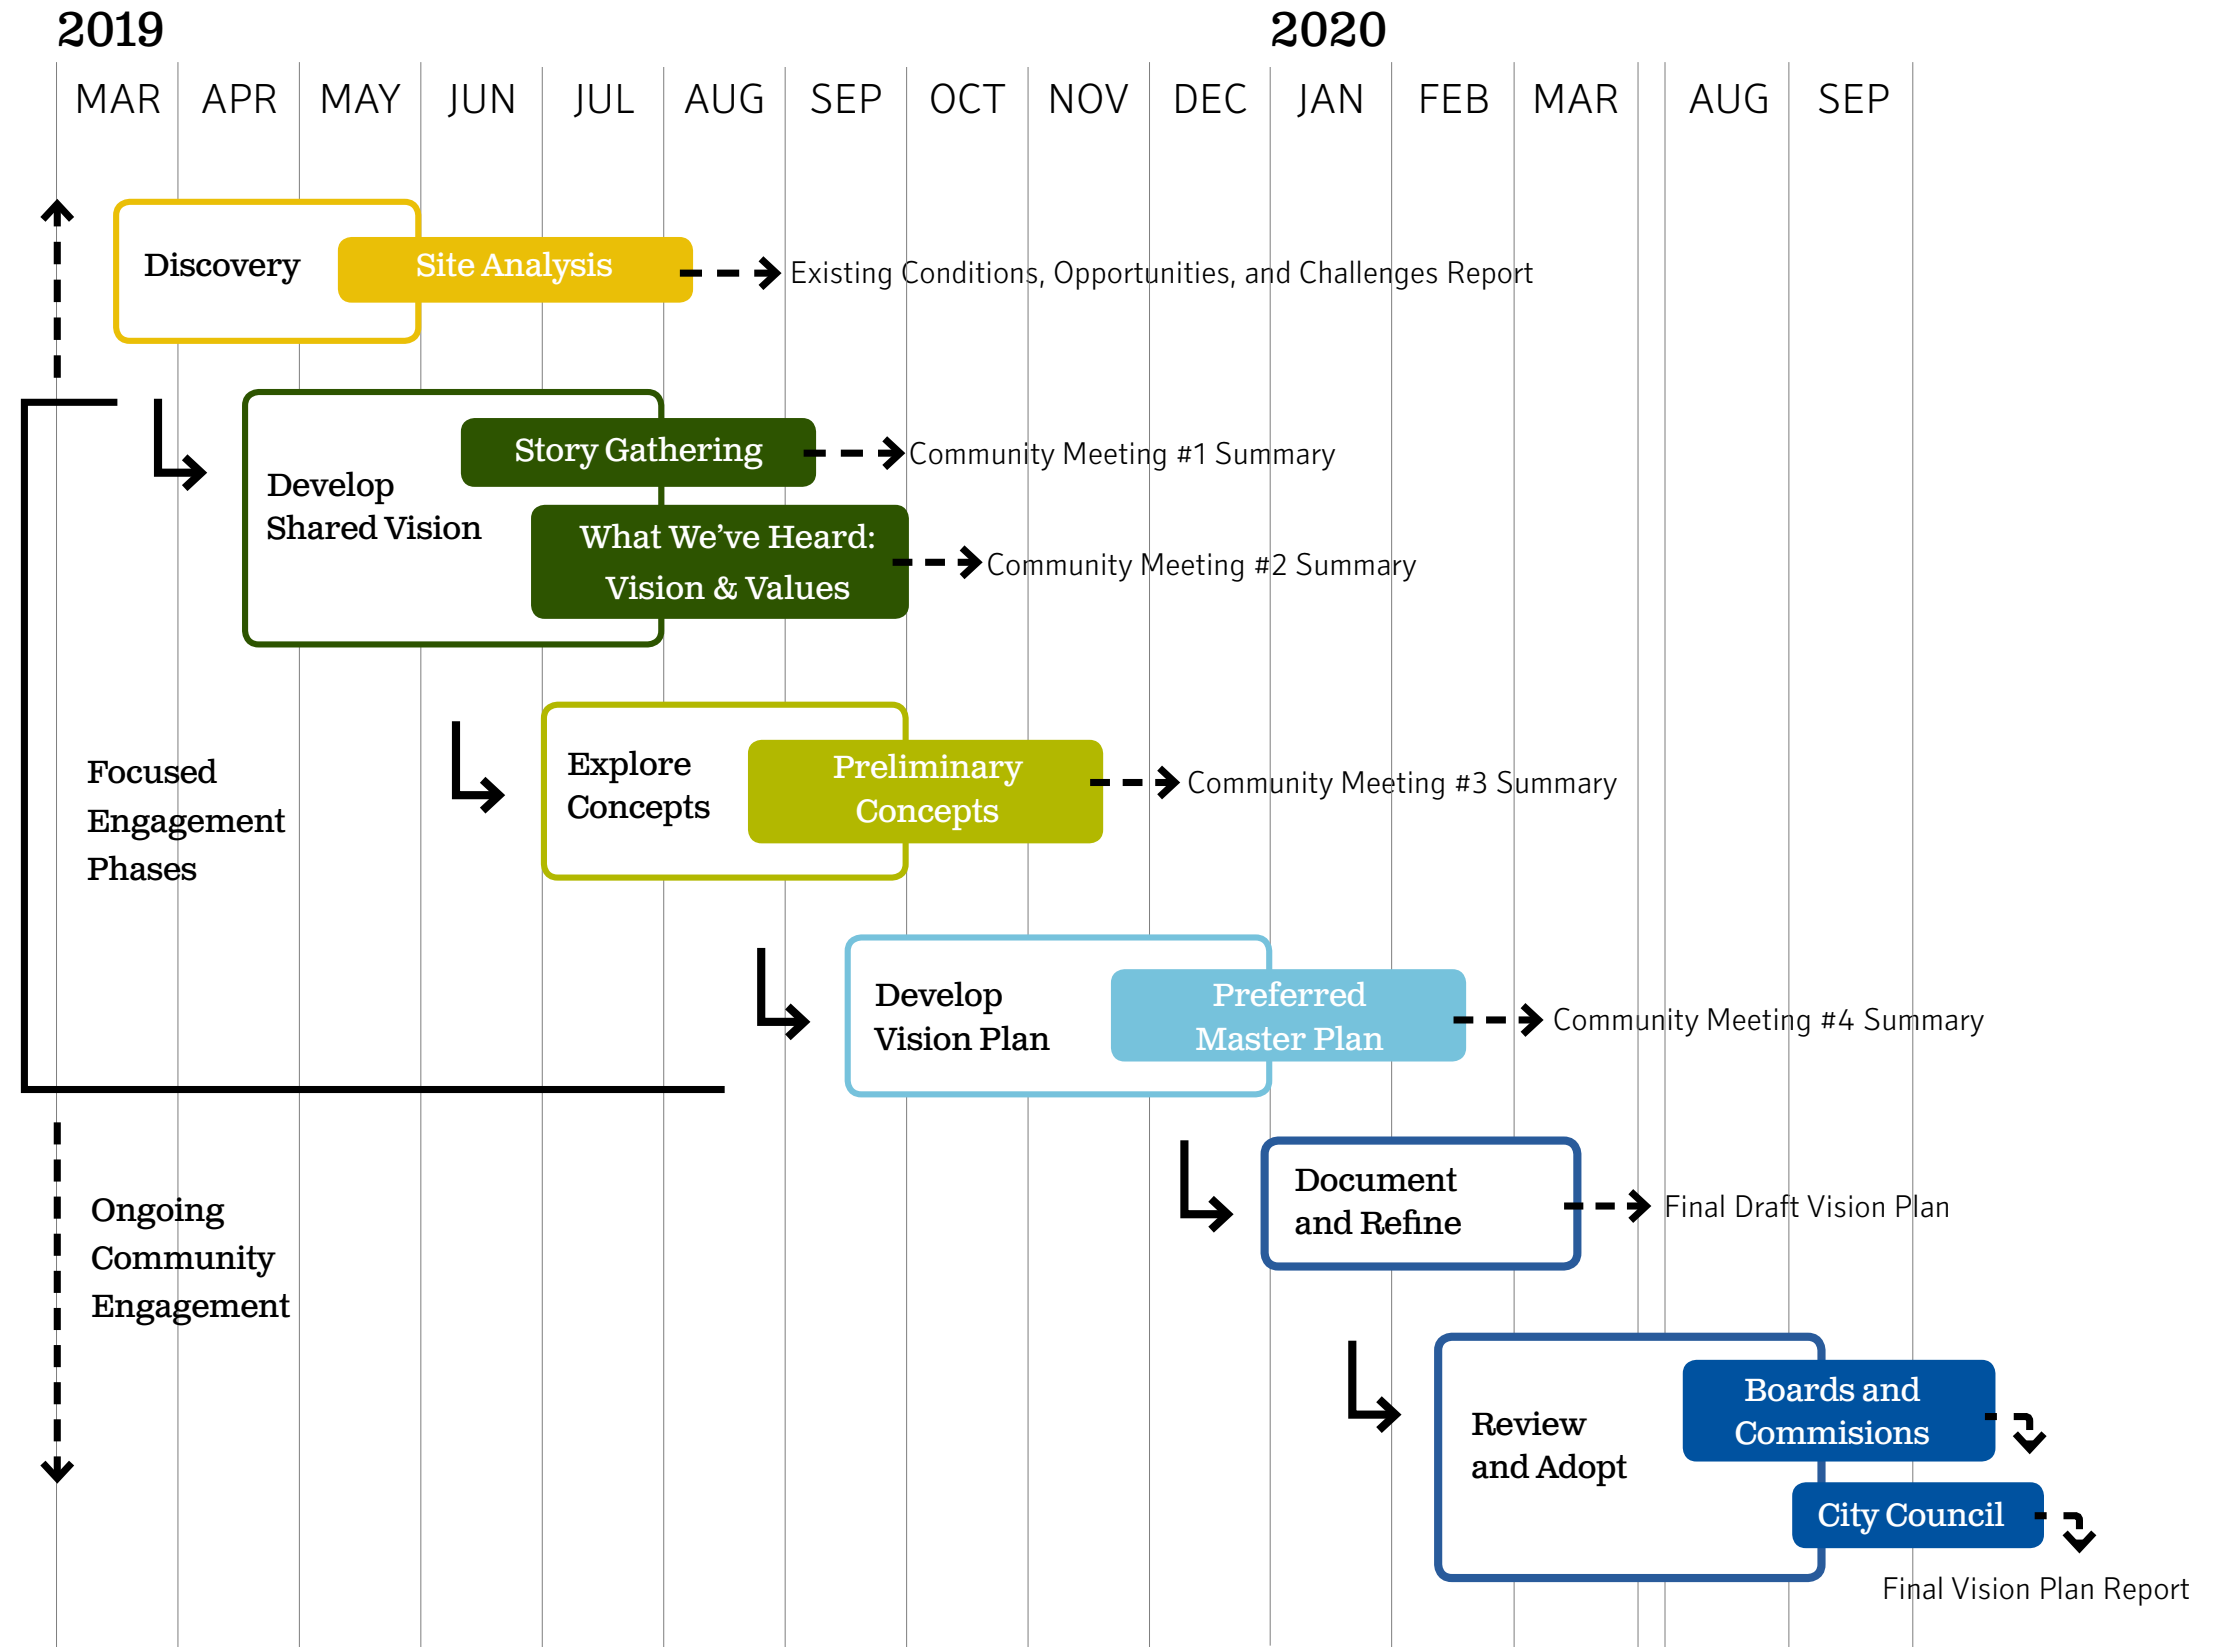 2019 2020
MAR APR MAY JUN JUL AUG SEP OCT NOV DEC JAN FEB MAR AUG SEP
Discovery
Site Analysis
Existing Conditions, Opportunities, and Challenges Report
Develop
Shared Vision
Story Gathering
Community Meeting #1 Summary
What We’ve Heard:
Vision & Values
Community Meeting #2 Summary
Focused
Engagement
Phases
Explore
Concepts
Preliminary
Concepts
Community Meeting #3 Summary
Develop
Vision Plan
Preferred
Master Plan
Community Meeting #4 Summary
Ongoing
Community
Engagement
Document
and Refine
Final Draft Vision Plan
Review
and Adopt
Boards and
Commisions
City Council
Final Vision Plan Report